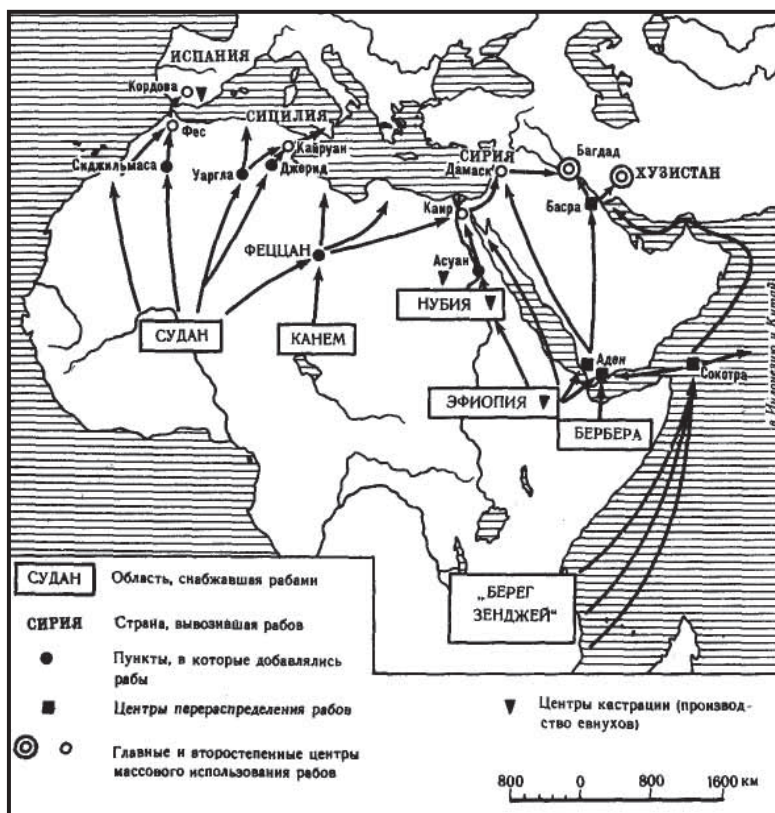 ИСПАНИЯ
Кордова
СИЦИЛИЯ
Фес
Кайруан
Сиджильмаса
Уаргла
Джерид
СИРИЯ
Дамаск
Багдад
ХУЗИСТАН
Басра
Каир
ФЕЦЦАН
Асуан
НУБИЯ
СУДАН
КАНЕМ
Аден
Сокотра
в Индонезию и Китай
ЭФИОПИЯ
БЕРБЕРА
„БЕРЕГ
ЗЕНДЖЕЙ“
СУДАН Область, снабжавшая рабами
СИРИЯ Страна, вывозившая рабов
Пункты, в которые добавлялись
рабы
Центры перераспределения рабов
Главные и второстепенные центры
массового использования рабов
Центры кастрации (производ-
ство евнухов)
800 0 800 1600 км